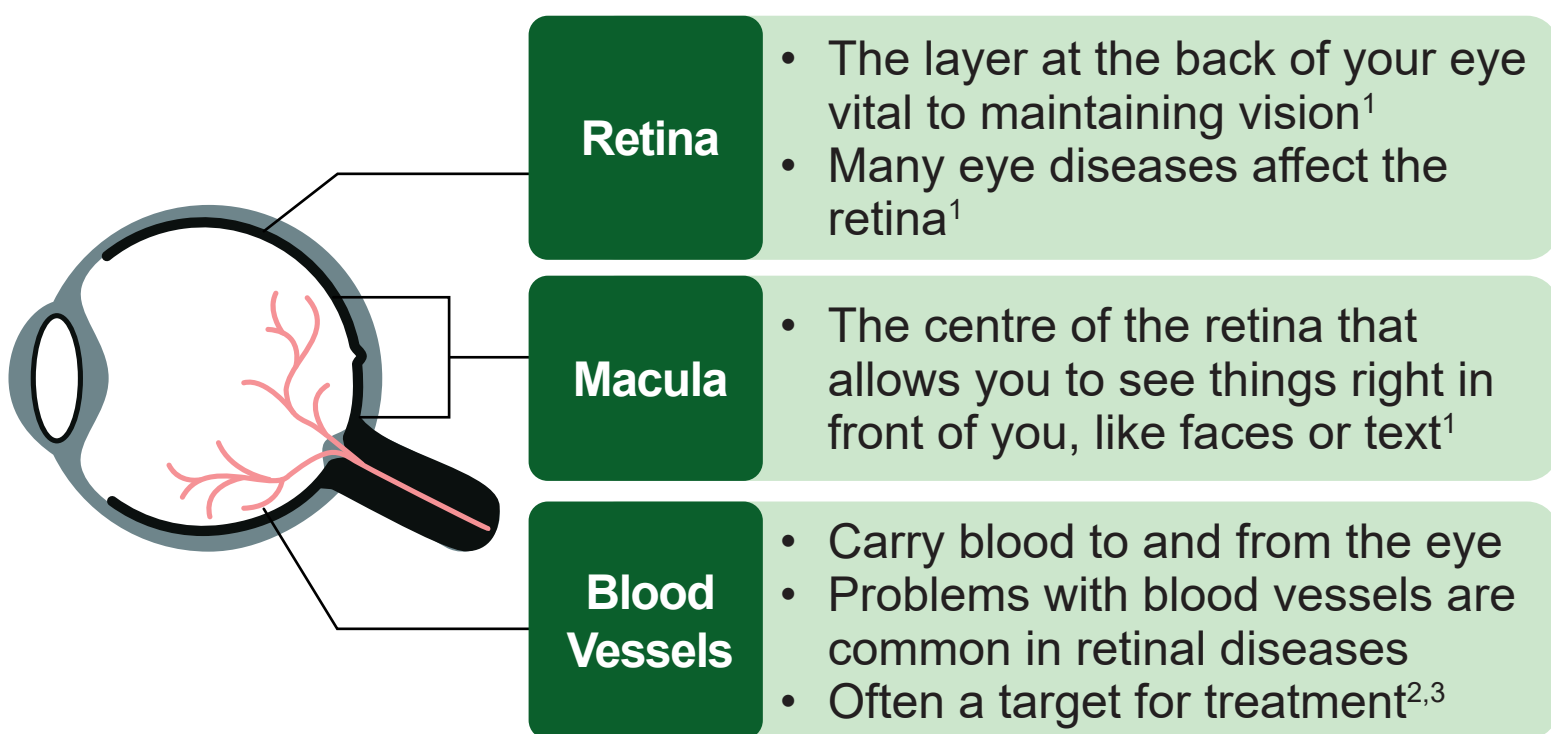 Retina
• The layer at the back of your eye
vital to maintaining vision¹
• Many eye diseases affect the
retina¹
Macula
• The centre of the retina that
allows you to see things right in
front of you, like faces or text¹
Blood
Vessels
• Carry blood to and from the eye
• Problems with blood vessels are
common in retinal diseases
• Often a target for treatment²,³